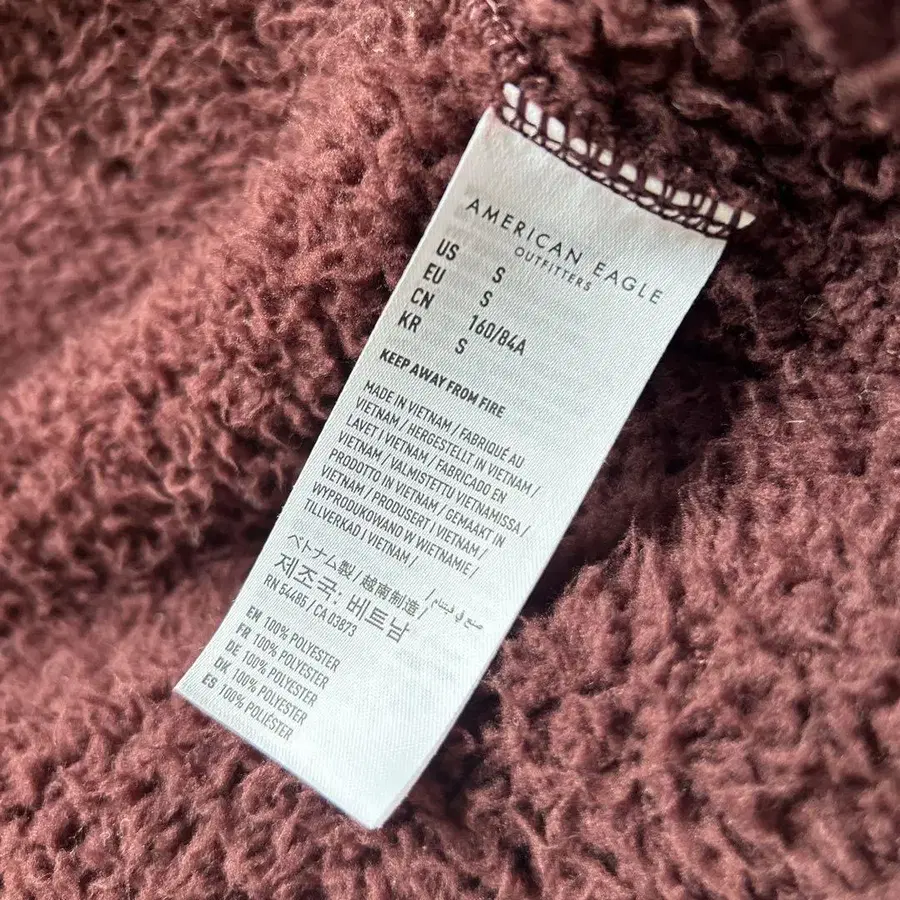 AMERICAN EAGLE
OUTFITTERS
US S
EU S
CN 160/84A
KR S
KEEP AWAY FROM FIRE
MADE IN VIETNAM / FABRIQUÉ AU
VIETNAM / HERGESTELLT IN VIETNAM /
LAVET I VIETNAM / FABRICADO EN
VIETNAM / VALMISTETTU VIETNAMISSA /
PRODOTTO IN VIETNAM / GEMAAKT IN
VIETNAM / PRODUSERT I VIETNAM /
WYPRODUKOWANO W WIETNAMIE /
TILLVERKAD I VIETNAM /
ベトナム製 / 越南制造 / صنع في فيتنام /
제조국: 베트남
RN 54485 / CA 03873
EN 100% POLYESTER
FR 100% POLYESTER
DE 100% POLYESTER
DK 100% POLYESTER
ES 100% POLIÉSTER